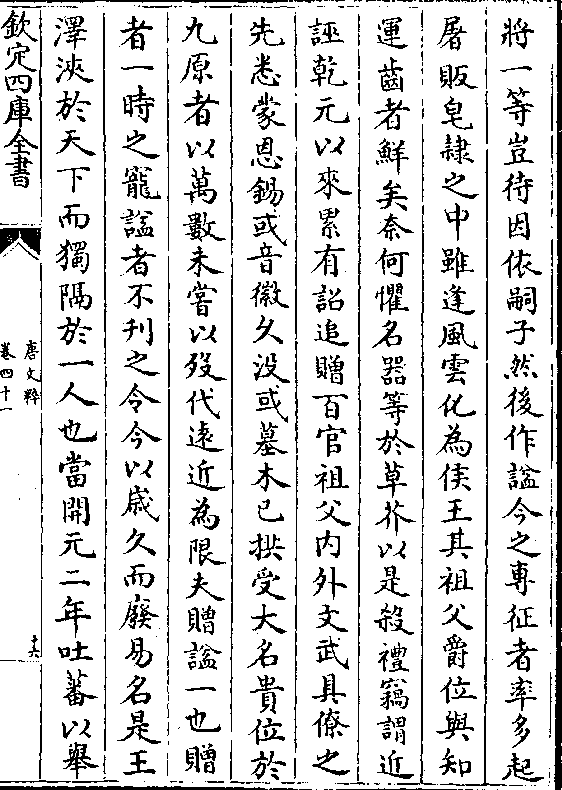 將一等豈待因依嗣子然後作諡今之專征者率多起
屠販皂隷之中雖逢風雲化為侯王其祖父爵位與知
運齒者鮮矣奈何懼名器等於草芥以是殺禮竊謂近
誣乾元以來累有詔追贈百官祖父内外文武具僚之
先悉蒙恩錫或音徽久没或墓木已拱受大名貴位於
九原者以萬數未嘗以殁代逺近為限夫贈諡一也贈
者一時之寵諡者不刋之令今以歳久而廢易名是王
澤浹於天下而獨隔於一人也當開元二年吐蕃以舉
欽定四庫全書
唐文粹
卷四十一
十六